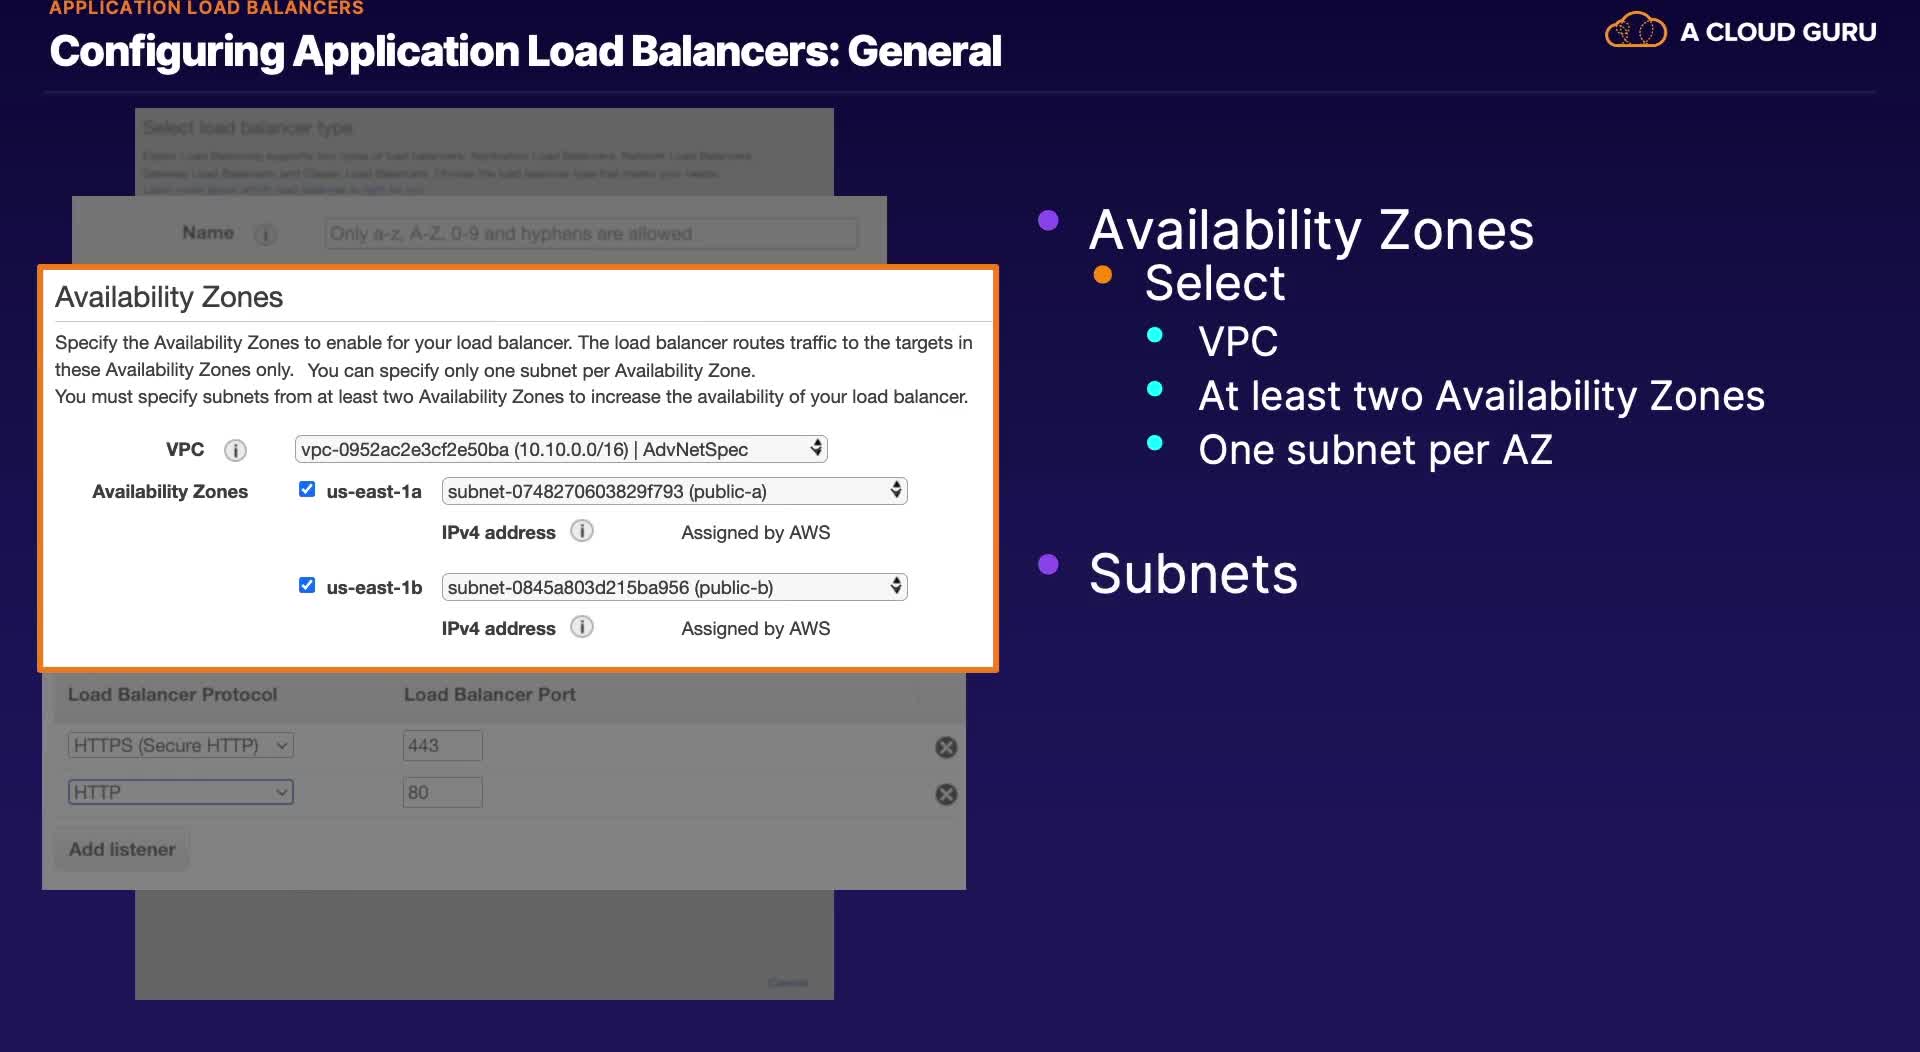 APPLICATION LOAD BALANCERS
Configuring Application Load Balancers: General
A CLOUD GURU
Select load balancer type
Name
Only a-z, A-Z, 0-9 and hyphens are allowed
Availability Zones
Specify the Availability Zones to enable for your load balancer. The load balancer routes traffic to the targets in
these Availability Zones only. You can specify only one subnet per Availability Zone.
You must specify subnets from at least two Availability Zones to increase the availability of your load balancer.
VPC i vpc-0952ac2e3cf2e50ba (10.10.0.0/16) | AdvNetSpec
Availability Zones us-east-1a subnet-0748270603829f793 (public-a)
IPv4 address i Assigned by AWS
us-east-1b subnet-0845a803d215ba956 (public-b)
IPv4 address i Assigned by AWS
Load Balancer Protocol Load Balancer Port
HTTPS (Secure HTTP) 443
HTTP 80
Add listener
Cancel
Availability Zones
Select
VPC
At least two Availability Zones
One subnet per AZ
Subnets